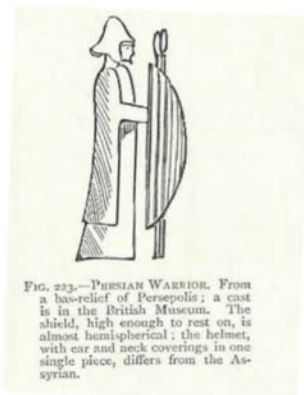 FIG. 223.—PERSIAN WARRIOR. From
a bas-relief of Persepolis; a cast
is in the British Museum. The
shield, high enough to rest on, is
almost hemispherical; the helmet,
with ear and neck coverings in one
single piece, differs from the As-
syrian.